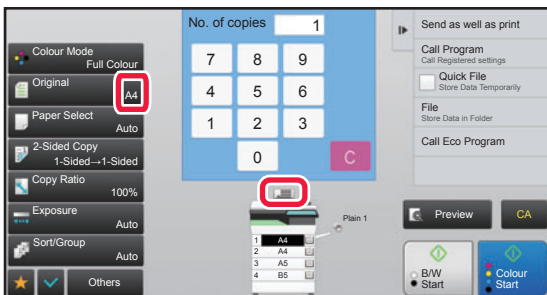 No. of copies 1
Colour Mode
Full Colour
Original
A4
Paper Select
Auto
2-Sided Copy
1-Sided→1-Sided
Copy Ratio
100%
Exposure
Auto
Sort/Group
Auto
Others
7 8 9
4 5 6
1 2 3
0 C
Plain 1
1 A4
2 A4
3 A5
4 B5
Send as well as print
Call Program
Call Registered settings
Quick File
Store Data Temporarily
File
Store Data in Folder
Call Eco Program
Preview CA
B/W
Start
Colour
Start